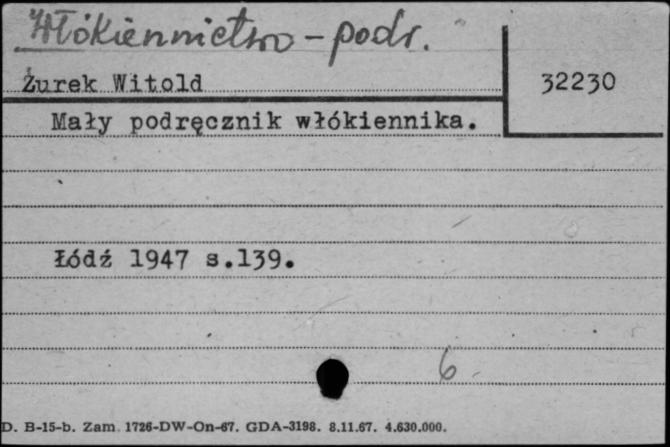 Włókiennictwo - podr.
Żurek Witold
32230
Mały podręcznik włókiennika.
Łódź 1947 s.139.
6
D. B-15-b. Zam. 1726-DW-On-67. GDA-3198. 8.11.67. 4.630.000.